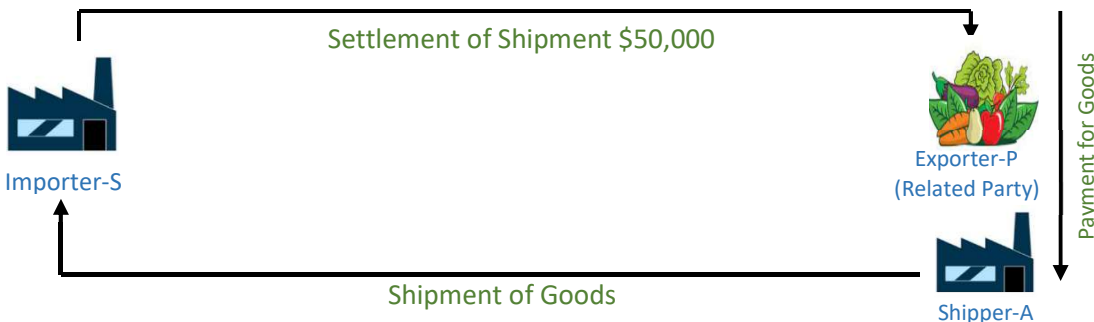 Settlement of Shipment $50,000
Importer-S
Exporter-P
(Related Party)
Payment for Goods
Shipment of Goods
Shipper-A